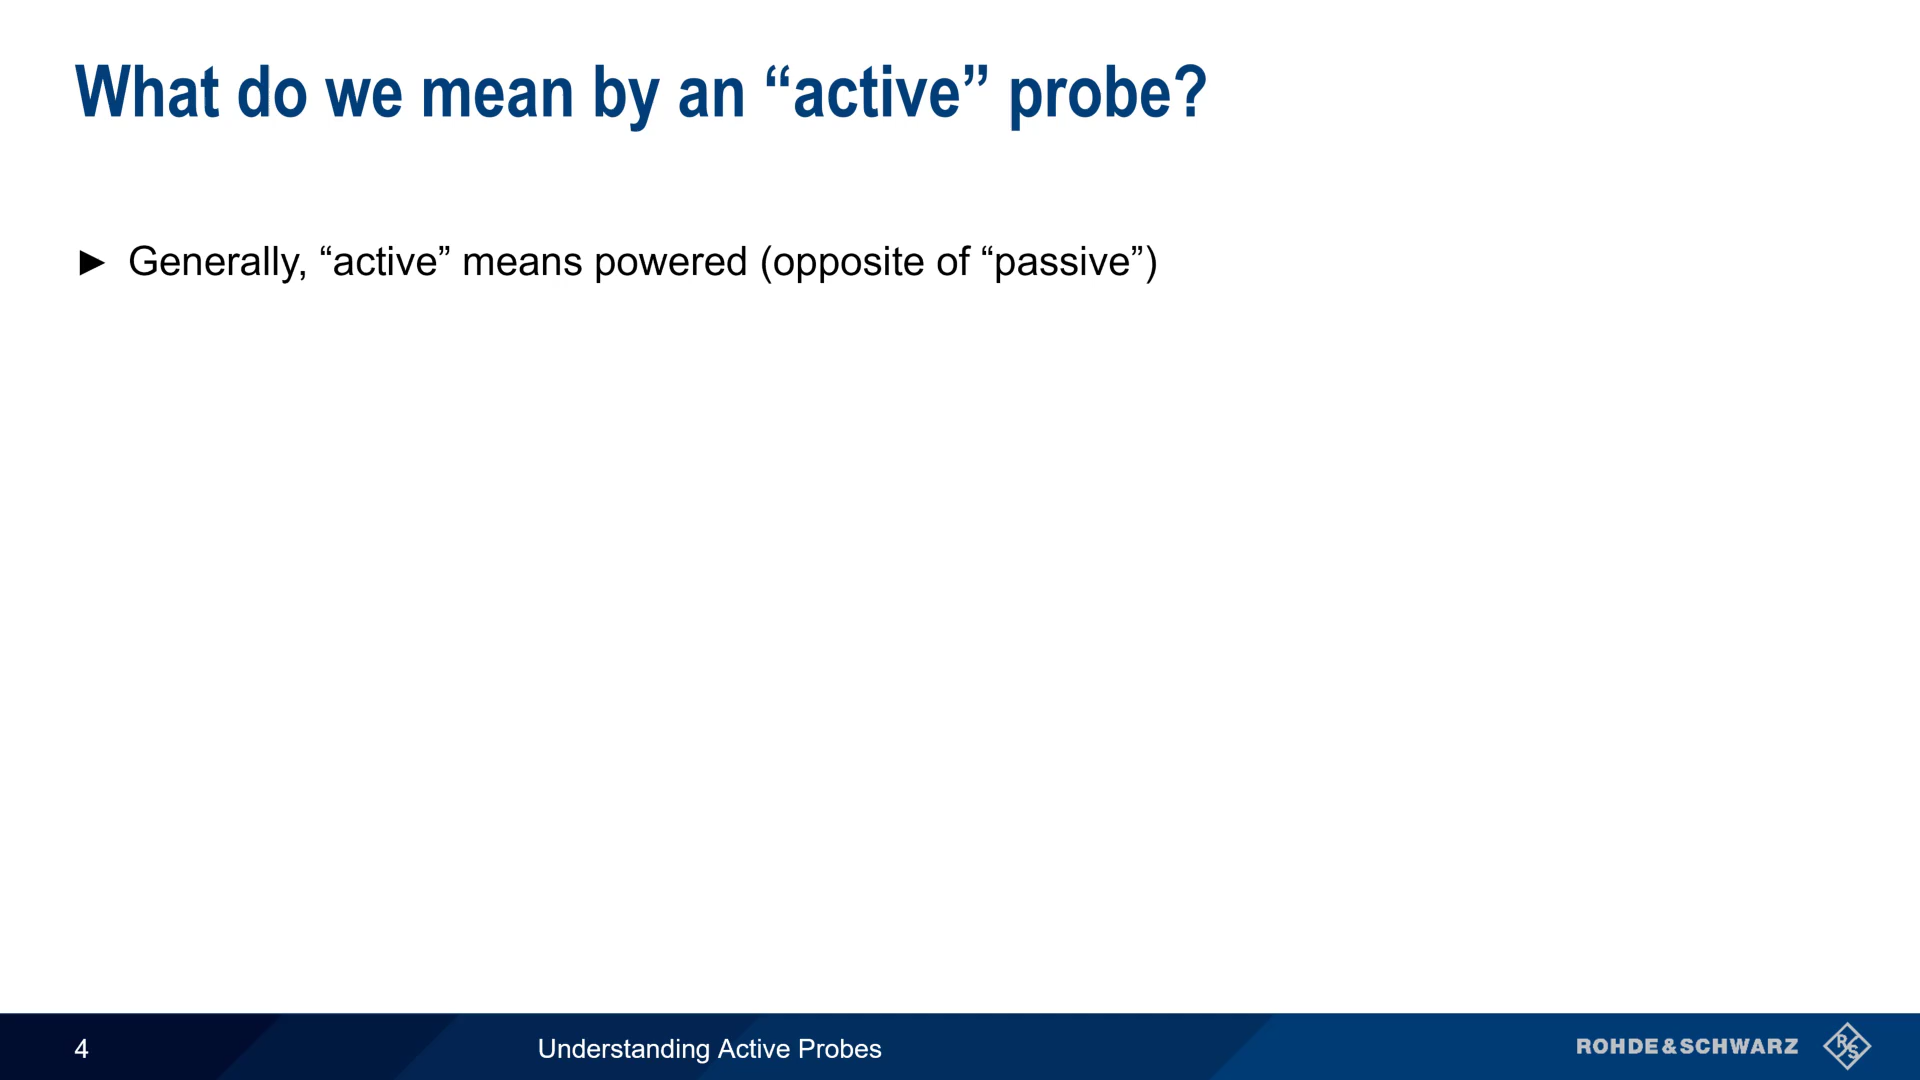 What do we mean by an “active” probe?
► Generally, “active” means powered (opposite of “passive”)
4
Understanding Active Probes
ROHDE&SCHWARZ
R&S